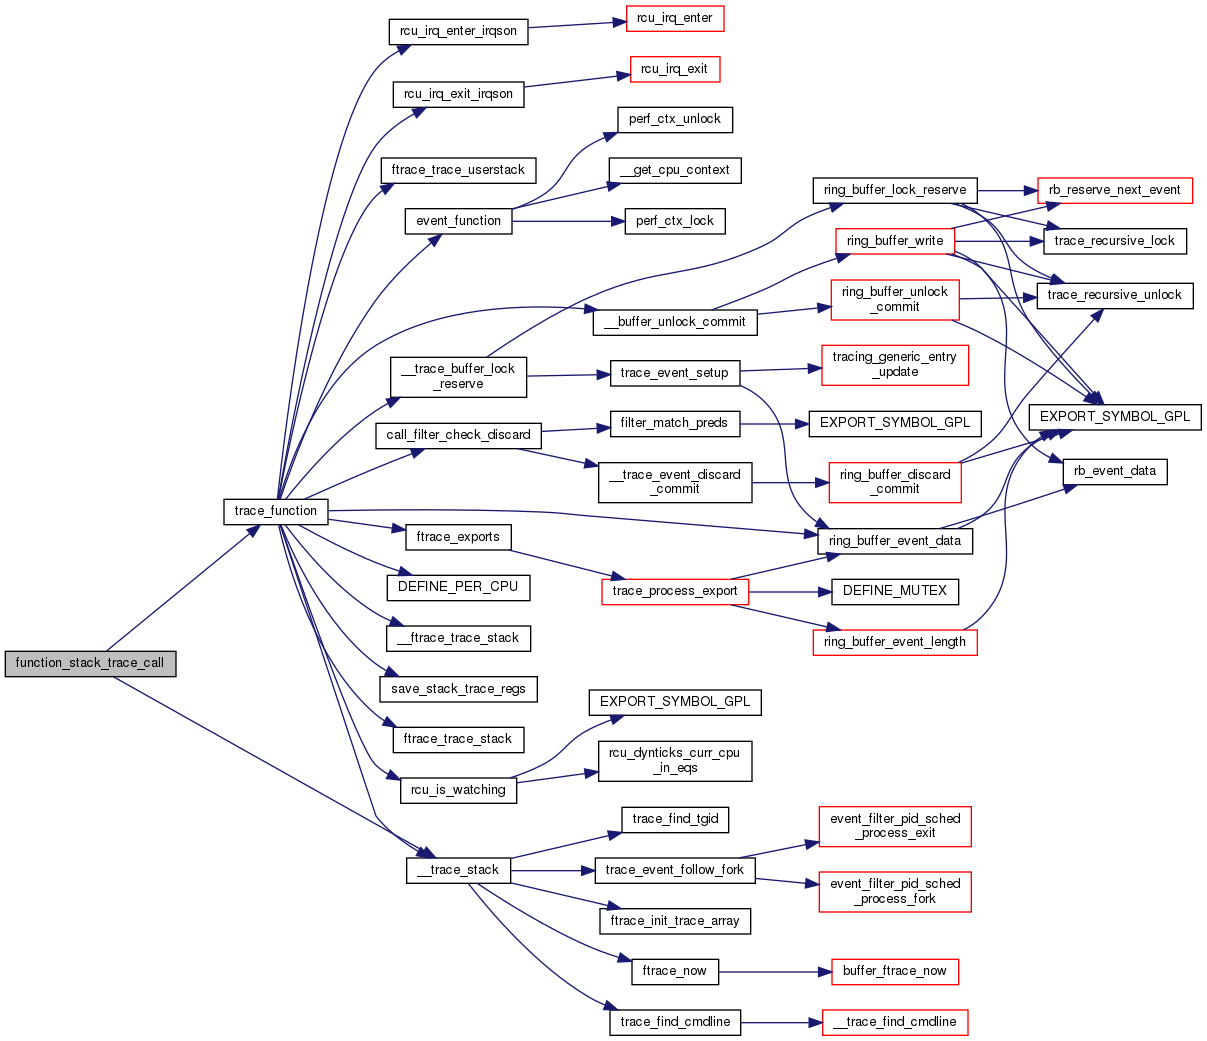 function_stack_trace_call
trace_function
rcu_irq_enter_irqson
rcu_irq_enter
rcu_irq_exit_irqson
rcu_irq_exit
ftrace_trace_userstack
event_function
perf_ctx_unlock
__get_cpu_context
perf_ctx_lock
__buffer_unlock_commit
__trace_buffer_lock
_reserve
trace_event_setup
call_filter_check_discard
filter_match_preds
EXPORT_SYMBOL_GPL
__trace_event_discard
_commit
ftrace_exports
DEFINE_PER_CPU
trace_process_export
__ftrace_trace_stack
save_stack_trace_regs
ftrace_trace_stack
rcu_is_watching
EXPORT_SYMBOL_GPL
rcu_dynticks_curr_cpu
_in_eqs
__trace_stack
trace_find_tgid
trace_event_follow_fork
ftrace_init_trace_array
ftrace_now
trace_find_cmdline
ring_buffer_lock_reserve
ring_buffer_write
ring_buffer_unlock
_commit
tracing_generic_entry
_update
ring_buffer_discard
_commit
ring_buffer_event_data
DEFINE_MUTEX
ring_buffer_event_length
event_filter_pid_sched
_process_exit
event_filter_pid_sched
_process_fork
buffer_ftrace_now
__trace_find_cmdline
rb_reserve_next_event
trace_recursive_lock
trace_recursive_unlock
EXPORT_SYMBOL_GPL
rb_event_data